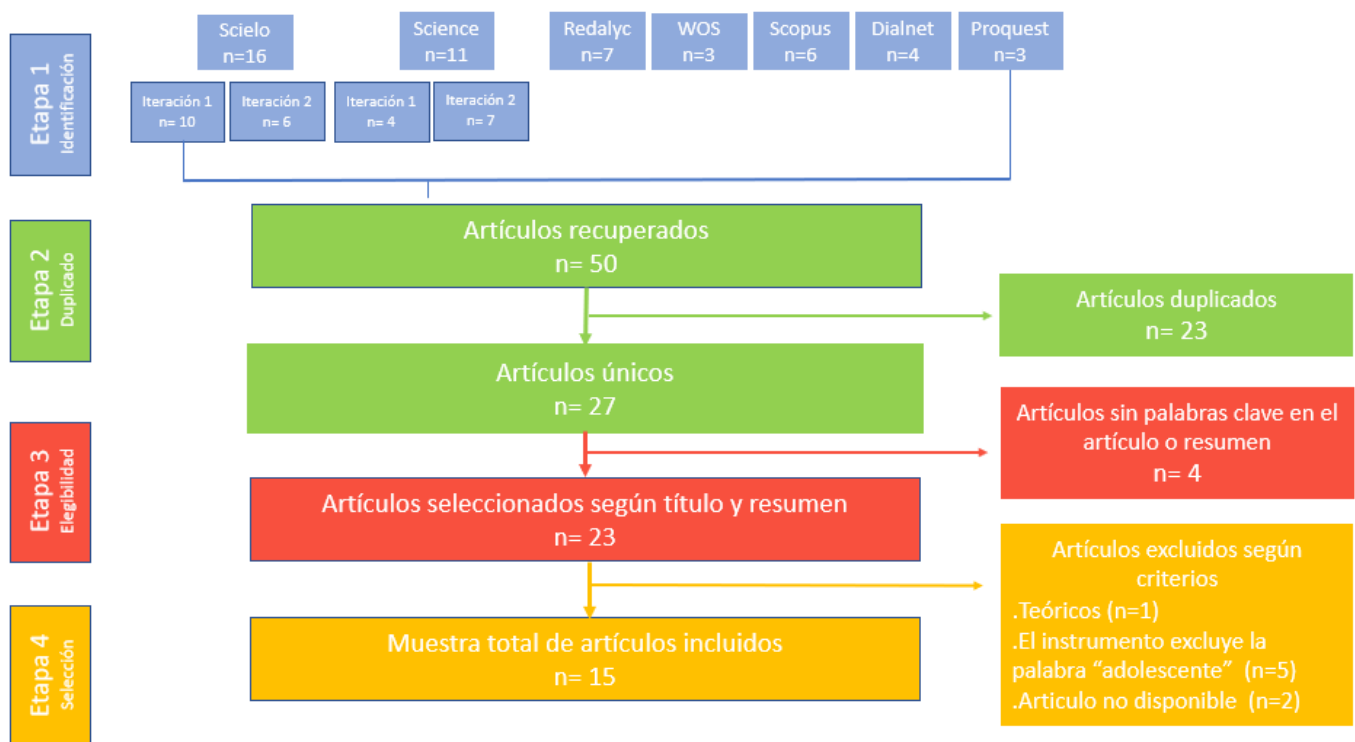 Etapa 1
Identificación
Scielo
n=16
Science
n=11
Redalyc
n=7
WOS
n=3
Scopus
n=6
Dialnet
n=4
Proquest
n=3
Iteración 1
n= 10
Iteración 2
n= 6
Iteración 1
n= 4
Iteración 2
n= 7
Etapa 2
Duplicado
Artículos recuperados
n= 50
Artículos duplicados
n= 23
Artículos únicos
n= 27
Etapa 3
Elegibilidad
Artículos sin palabras clave en el
artículo o resumen
n= 4
Artículos seleccionados según título y resumen
n= 23
Etapa 4
Selección
Artículos excluidos según
criterios
.Teóricos (n=1)
.El instrumento excluye la
palabra “adolescente” (n=5)
.Articulo no disponible (n=2)
Muestra total de artículos incluidos
n= 15